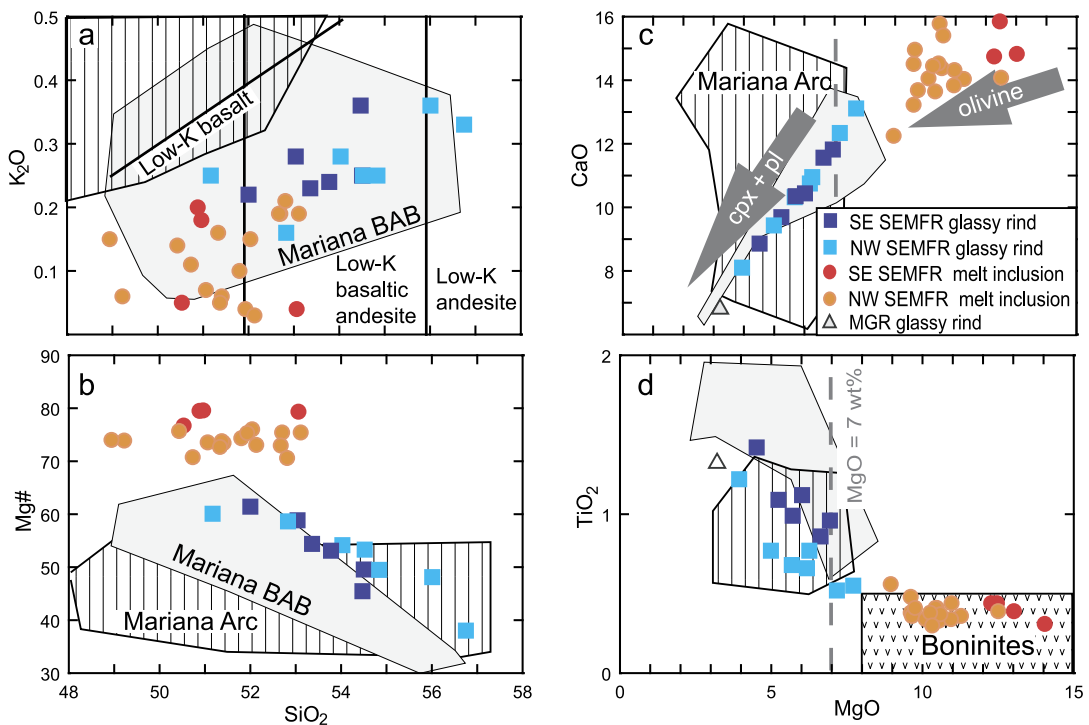 a
0.5
0.4
0.3
0.2
0.1
K2O
Low-K basalt
Mariana BAB
Low-K
basaltic
andesite
Low-K
andesite
b
90
80
70
60
50
40
30
Mg#
Mariana BAB
Mariana Arc
48
50
52
54
56
58
SiO2
c
16
14
12
10
8
CaO
Mariana Arc
olivine
cpx + pl
SE SEMFR glassy rind
NW SEMFR glassy rind
SE SEMFR melt inclusion
NW SEMFR melt inclusion
MGR glassy rind
d
2
1
0
TiO2
MgO = 7 wt%
Boninites
0
5
10
15
MgO